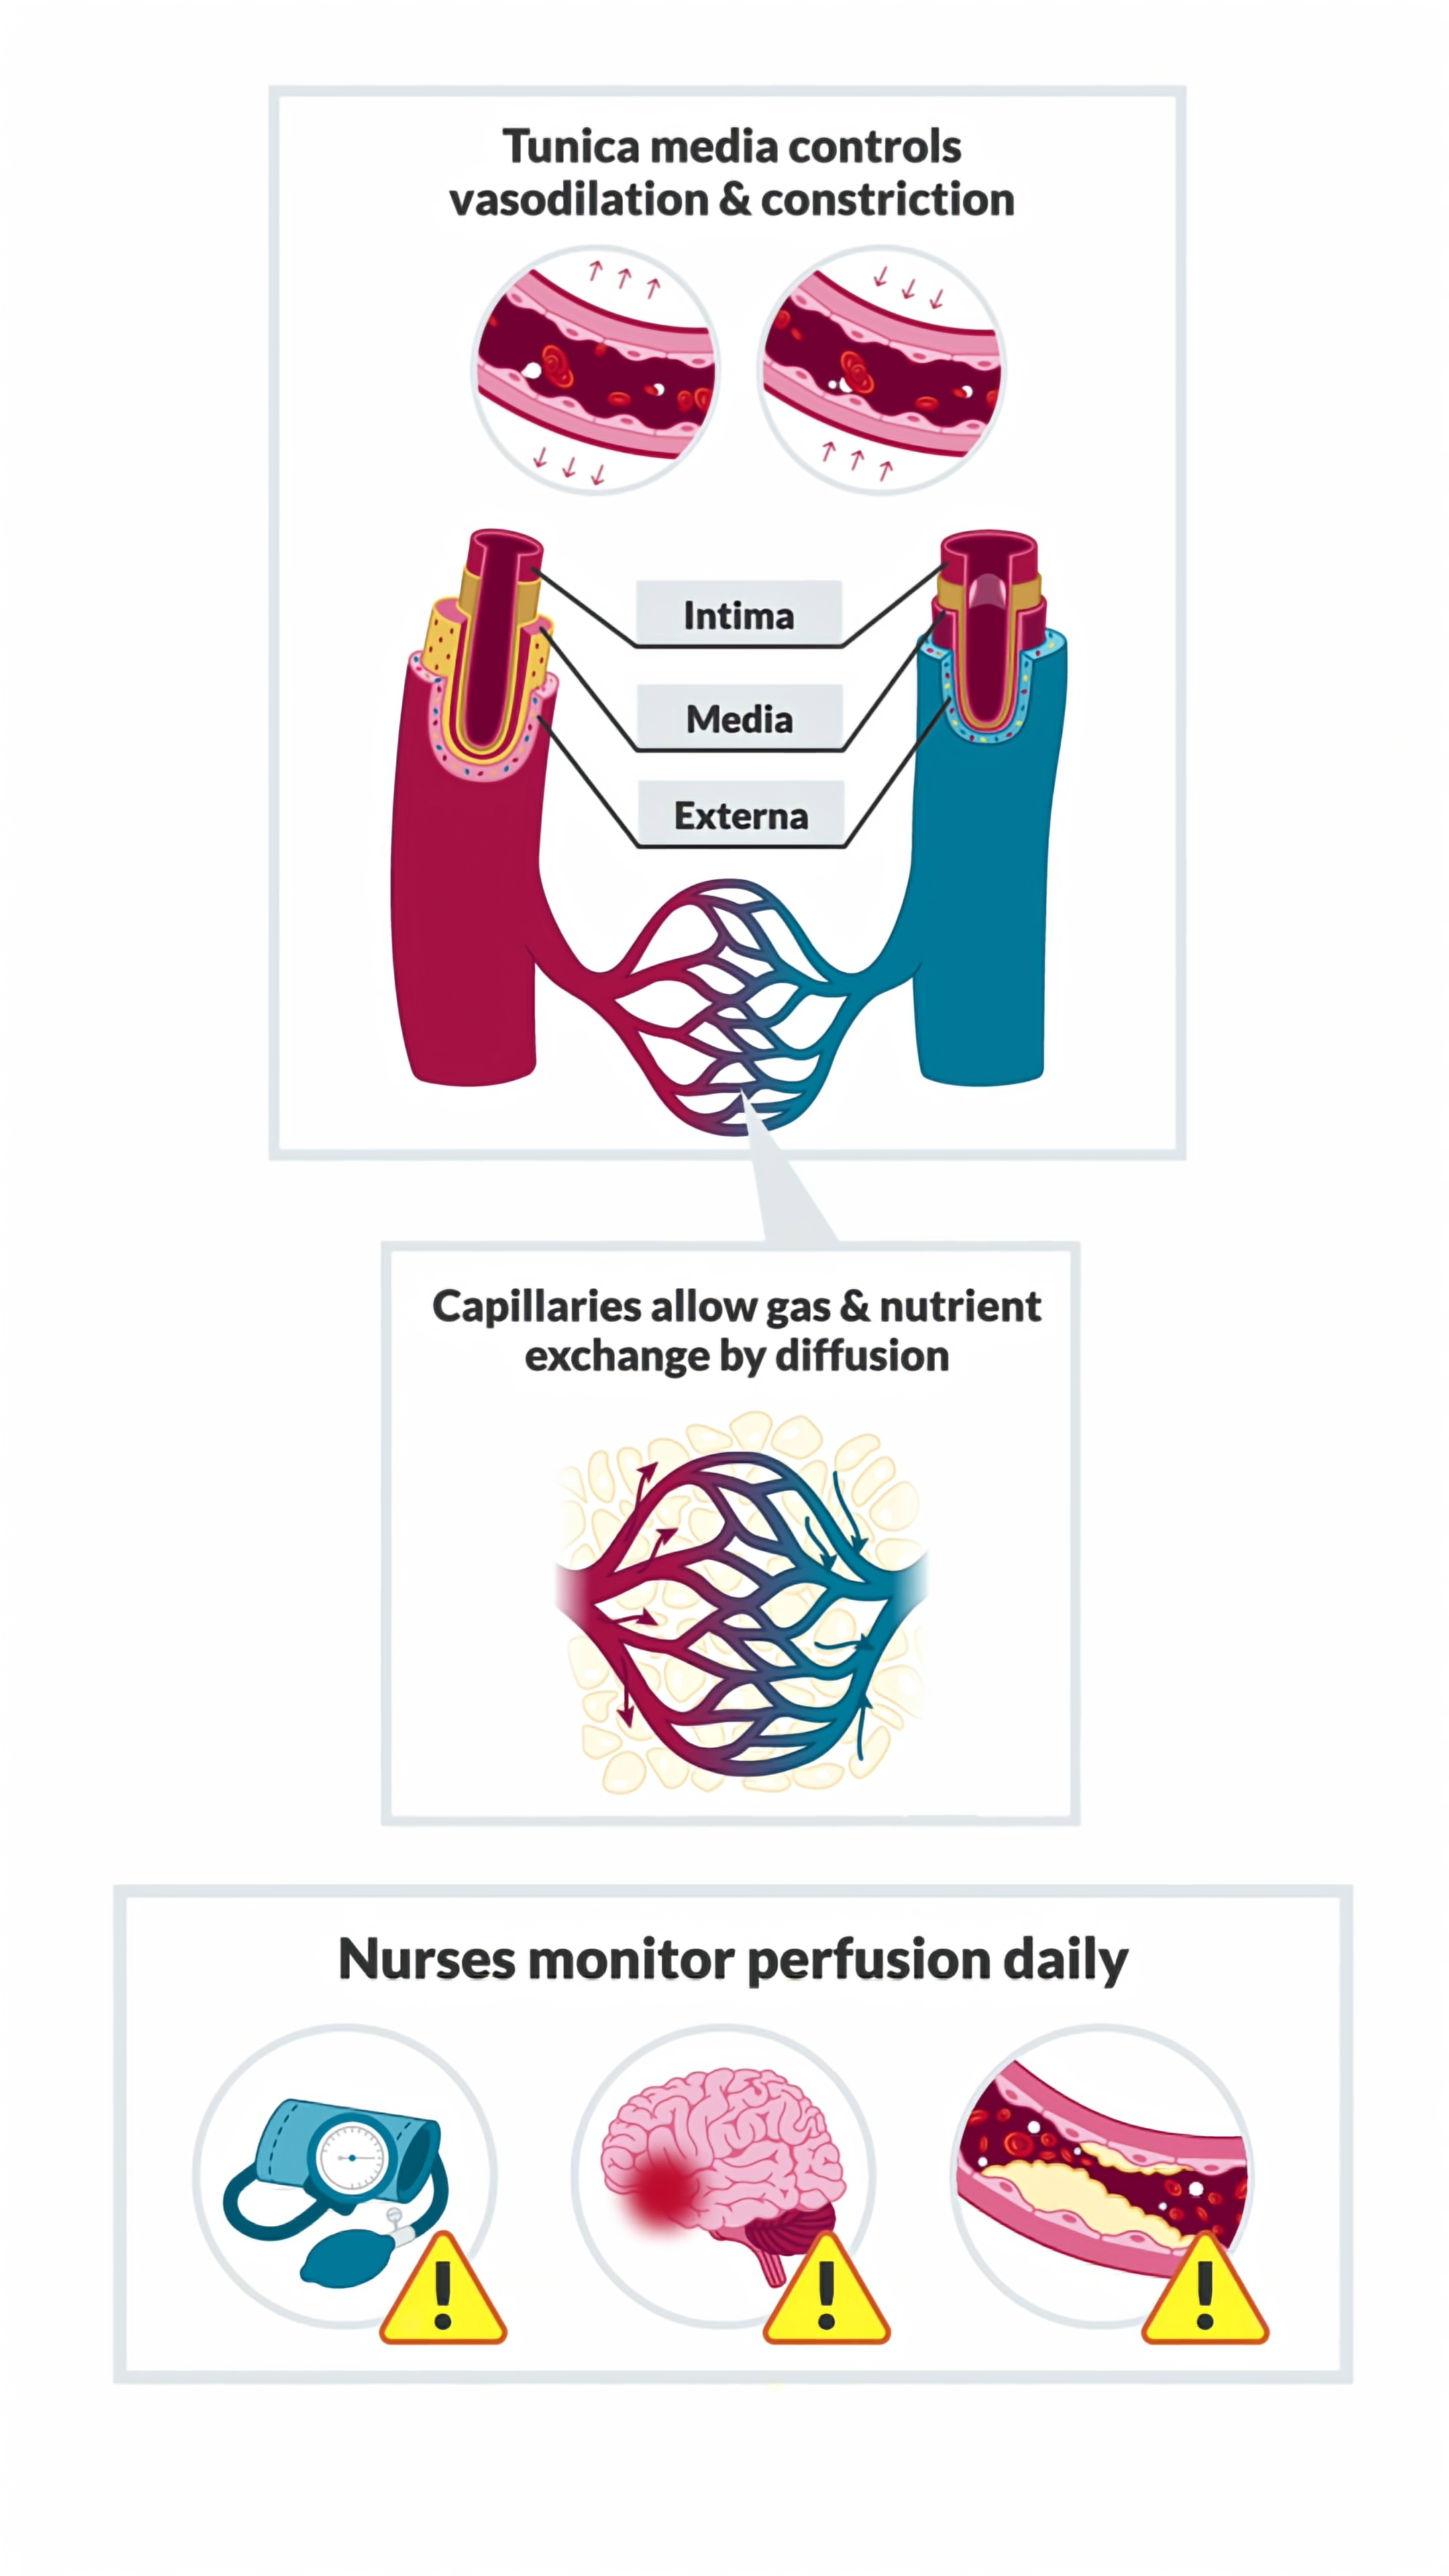 Tunica media controls
vasodilation & constriction
Intima
Media
Externa
Capillaries allow gas & nutrient
exchange by diffusion
Nurses monitor perfusion daily